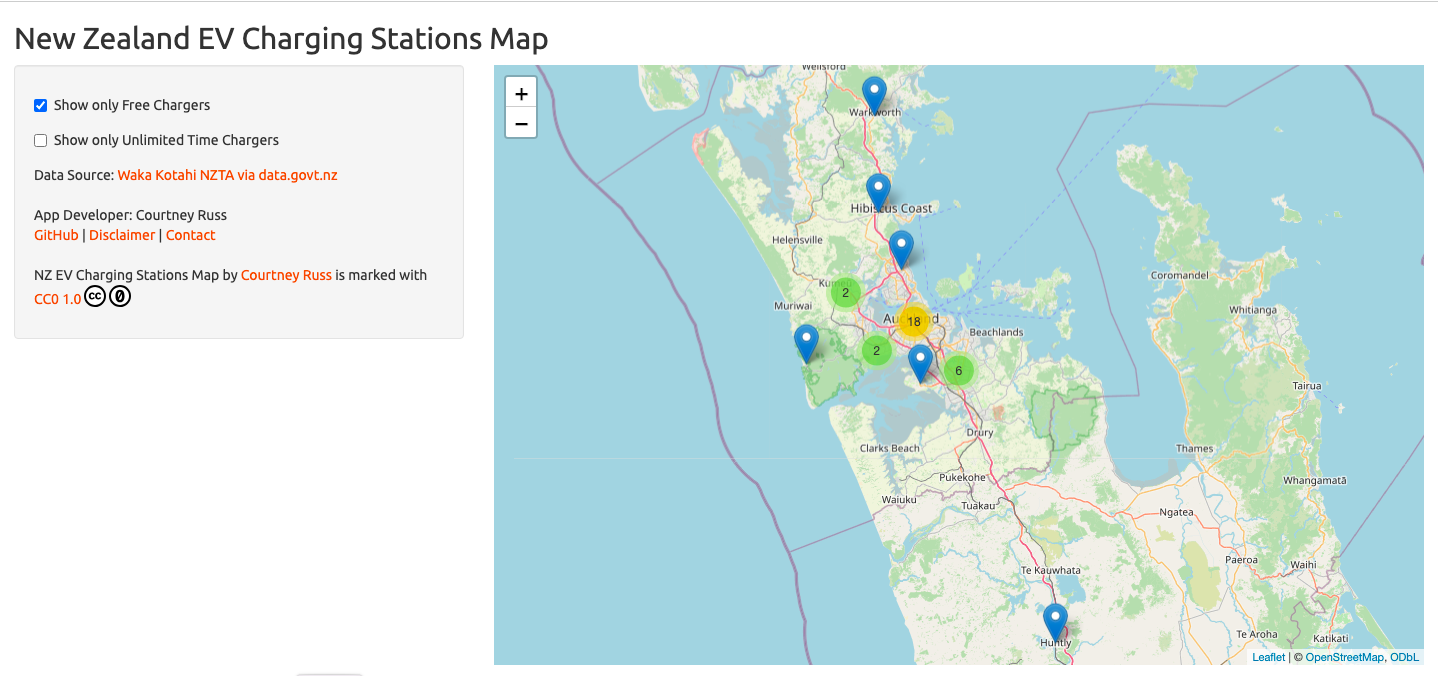 New Zealand EV Charging Stations Map
Show only Free Chargers
Show only Unlimited Time Chargers
Data Source: Waka Kotahi NZTA via data.govt.nz
App Developer: Courtney Russ
GitHub | Disclaimer | Contact
NZ EV Charging Stations Map by Courtney Russ is marked with
CC0 1.0 cc 0
+
−
Wellsford
Warkworth
Hibiscus Coast
Helensville
Coromandel
Kumeu
2
Muriwai
Whitianga
Auckland
18
Beachlands
2
6
Tairua
Drury
Clarks Beach
Thames
Pukekohe
Whangamatā
Waiuku
Tuakau
Ngatea
Paeroa
Waihi
Te Kauwhata
Te Aroha
Katikati
Huntly
Leaflet | © OpenStreetMap, ODbL